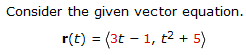 Consider the given vector equation.
r(t) = ⟨3t − 1, t² + 5⟩